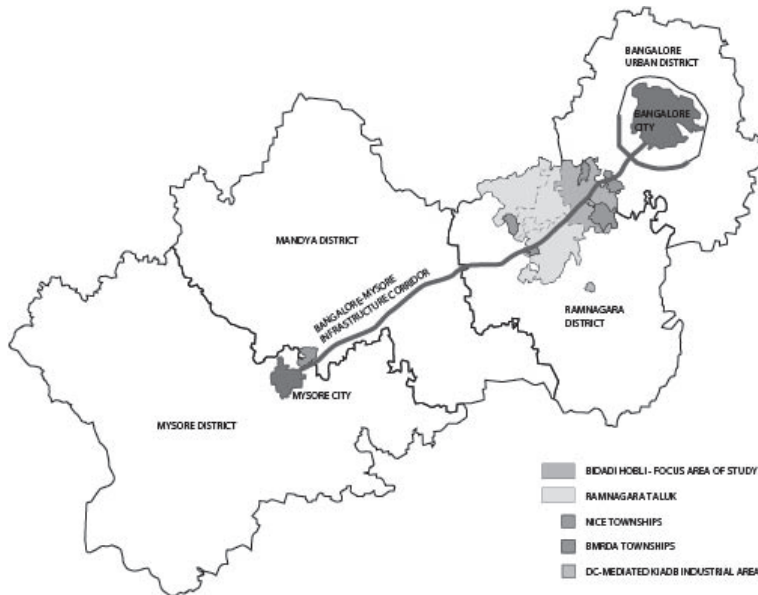 BANGALORE
URBAN DISTRICT
BANGALORE
CITY
MANDYA DISTRICT
BANGALORE-MYSORE
INFRASTRUCTURE CORRIDOR
RAMNAGARA
DISTRICT
MYSORE CITY
MYSORE DISTRICT
BIDADI HOBLI - FOCUS AREA OF STUDY
RAMNAGARA TALUK
NICE TOWNSHIPS
BMRDA TOWNSHIPS
DC-MEDIATED KIADB INDUSTRIAL AREA